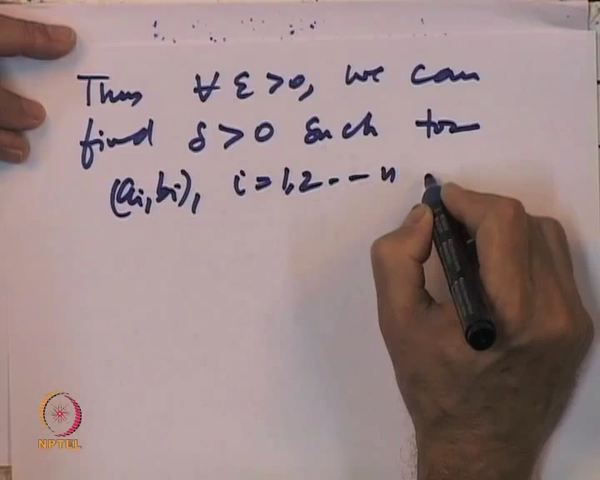 Thus ∀ ε > 0, we can
find δ > 0 such for
(ai, bi), i = 1, 2 -- n
NPTEL